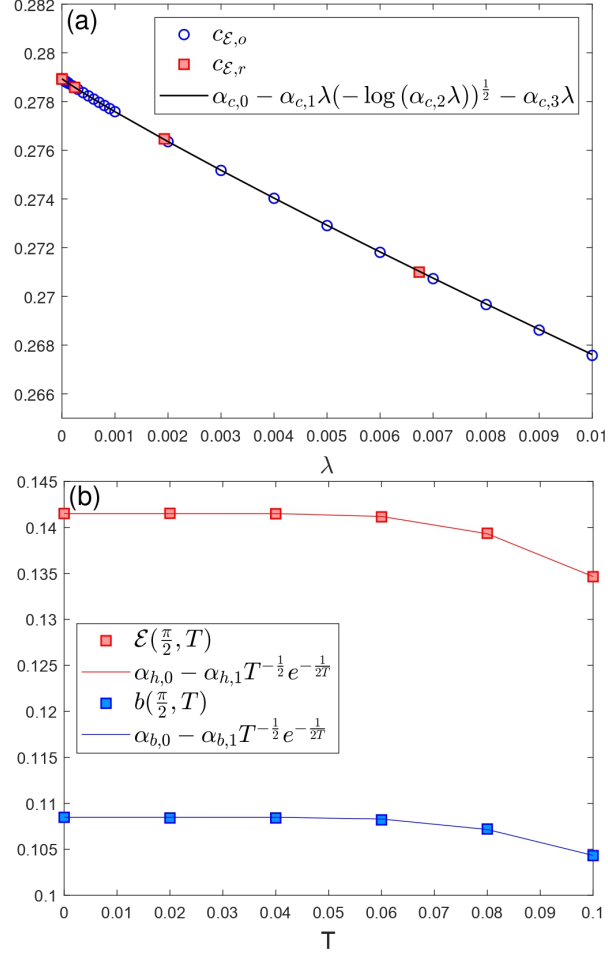 (a)
0.282
0.28
0.278
0.276
0.274
0.272
0.27
0.268
0.266
c_{ℰ,o}
c_{ℰ,r}
α_{c,0} − α_{c,1}λ(−log (α_{c,2}λ))^{1/2} − α_{c,3}λ
0 0.001 0.002 0.003 0.004 0.005 0.006 0.007 0.008 0.009 0.01
λ
(b)
0.145
0.14
0.135
0.13
0.125
0.12
0.115
0.11
0.105
0.1
ℰ(π/2, T)
α_{h,0} − α_{h,1}T^{−1/2}e^{−1/2T}
b(π/2, T)
α_{b,0} − α_{b,1}T^{−1/2}e^{−1/2T}
0 0.01 0.02 0.03 0.04 0.05 0.06 0.07 0.08 0.09 0.1
T